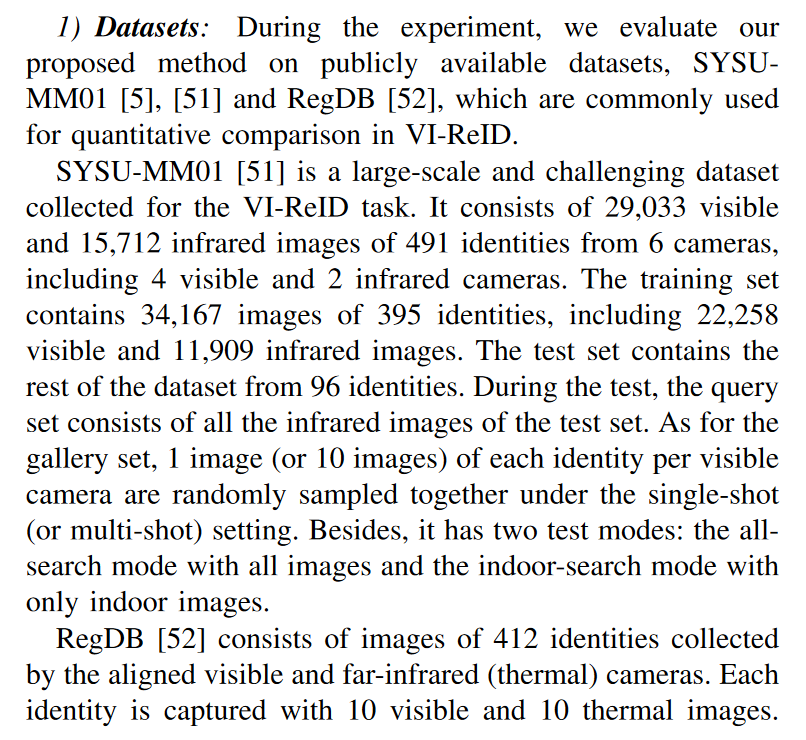 1) Datasets: During the experiment, we evaluate our
proposed method on publicly available datasets, SYSU-
MM01 [5], [51] and RegDB [52], which are commonly used
for quantitative comparison in VI-ReID.
SYSU-MM01 [51] is a large-scale and challenging dataset
collected for the VI-ReID task. It consists of 29,033 visible
and 15,712 infrared images of 491 identities from 6 cameras,
including 4 visible and 2 infrared cameras. The training set
contains 34,167 images of 395 identities, including 22,258
visible and 11,909 infrared images. The test set contains the
rest of the dataset from 96 identities. During the test, the query
set consists of all the infrared images of the test set. As for the
gallery set, 1 image (or 10 images) of each identity per visible
camera are randomly sampled together under the single-shot
(or multi-shot) setting. Besides, it has two test modes: the all-
search mode with all images and the indoor-search mode with
only indoor images.
RegDB [52] consists of images of 412 identities collected
by the aligned visible and far-infrared (thermal) cameras. Each
identity is captured with 10 visible and 10 thermal images.